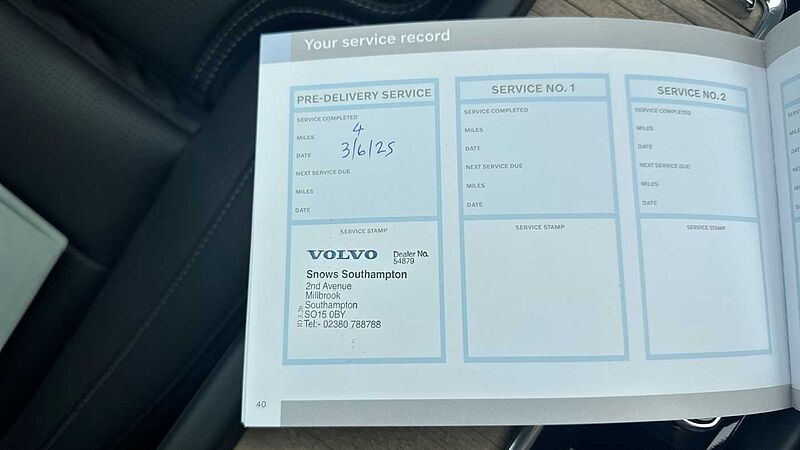 Your service record
PRE-DELIVERY SERVICE
SERVICE COMPLETED
MILES 4
DATE 3/6/25
NEXT SERVICE DUE
MILES
DATE
SERVICE STAMP
VOLVO Dealer No.
54879
Snows Southampton
2nd Avenue
Millbrook
Southampton
SO15 0BY
Tel:- 02380 788788
SERVICE NO. 1
SERVICE COMPLETED
MILES
DATE
NEXT SERVICE DUE
MILES
DATE
SERVICE STAMP
SERVICE NO. 2
SERVICE COMPLETED
MILES
DATE
NEXT SERVICE DUE
MILES
DATE
SERVICE STAMP
40